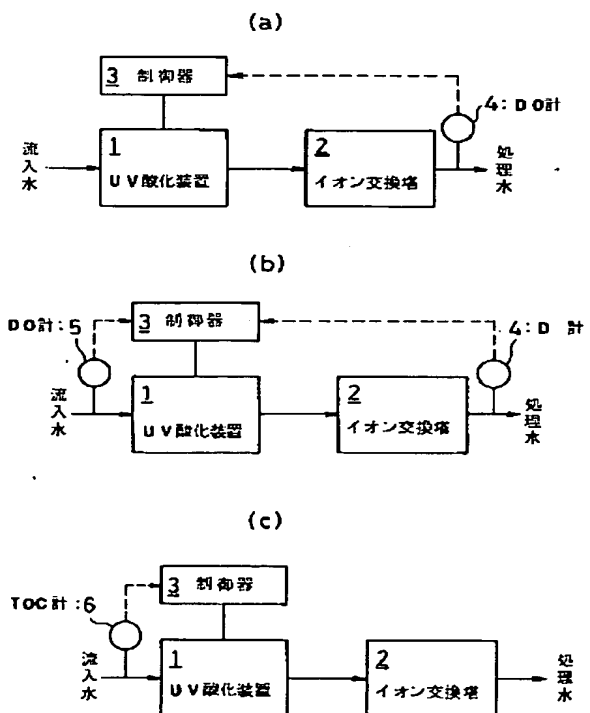 (a)
3 制御器
4:DO計
流入水
1
UV酸化装置
2
イオン交換塔
処理水
(b)
DO計:5
3 制御器
4:D 計
流入水
1
UV酸化装置
2
イオン交換塔
処理水
(c)
TOC計:6
3 制御器
流入水
1
UV酸化装置
2
イオン交換塔
処理水